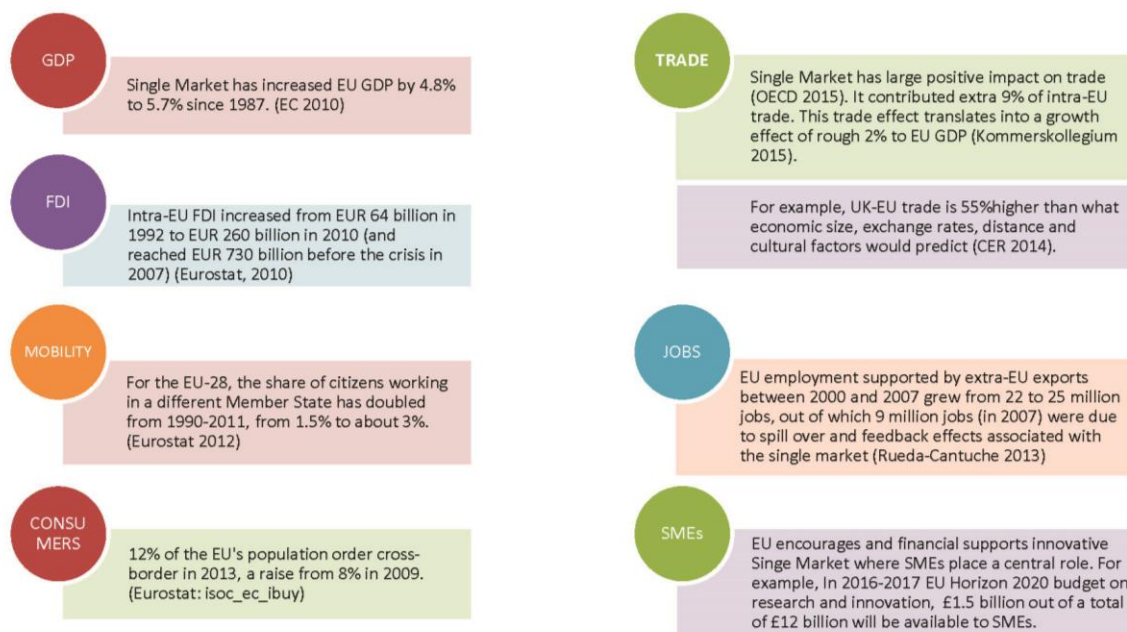 GDP
Single Market has increased EU GDP by 4.8%
to 5.7% since 1987. (EC 2010)
FDI
Intra-EU FDI increased from EUR 64 billion in
1992 to EUR 260 billion in 2010 (and
reached EUR 730 billion before the crisis in
2007) (Eurostat, 2010)
MOBILITY
For the EU-28, the share of citizens working
in a different Member State has doubled
from 1990-2011, from 1.5% to about 3%.
(Eurostat 2012)
CONSU
MERS
12% of the EU's population order cross-
border in 2013, a raise from 8% in 2009.
(Eurostat: isoc_ec_ibuy)
TRADE
Single Market has large positive impact on trade
(OECD 2015). It contributed extra 9% of intra-EU
trade. This trade effect translates into a growth
effect of rough 2% to EU GDP (Kommerskollegium
2015).
For example, UK-EU trade is 55%higher than what
economic size, exchange rates, distance and
cultural factors would predict (CER 2014).
JOBS
EU employment supported by extra-EU exports
between 2000 and 2007 grew from 22 to 25 million
jobs, out of which 9 million jobs (in 2007) were due
to spill over and feedback effects associated with
the single market (Rueda-Cantuche 2013)
SMEs
EU encourages and financial supports innovative
Singe Market where SMEs place a central role. For
example, In 2016-2017 EU Horizon 2020 budget on
research and innovation, £1.5 billion out of a total
of £12 billion will be available to SMEs.